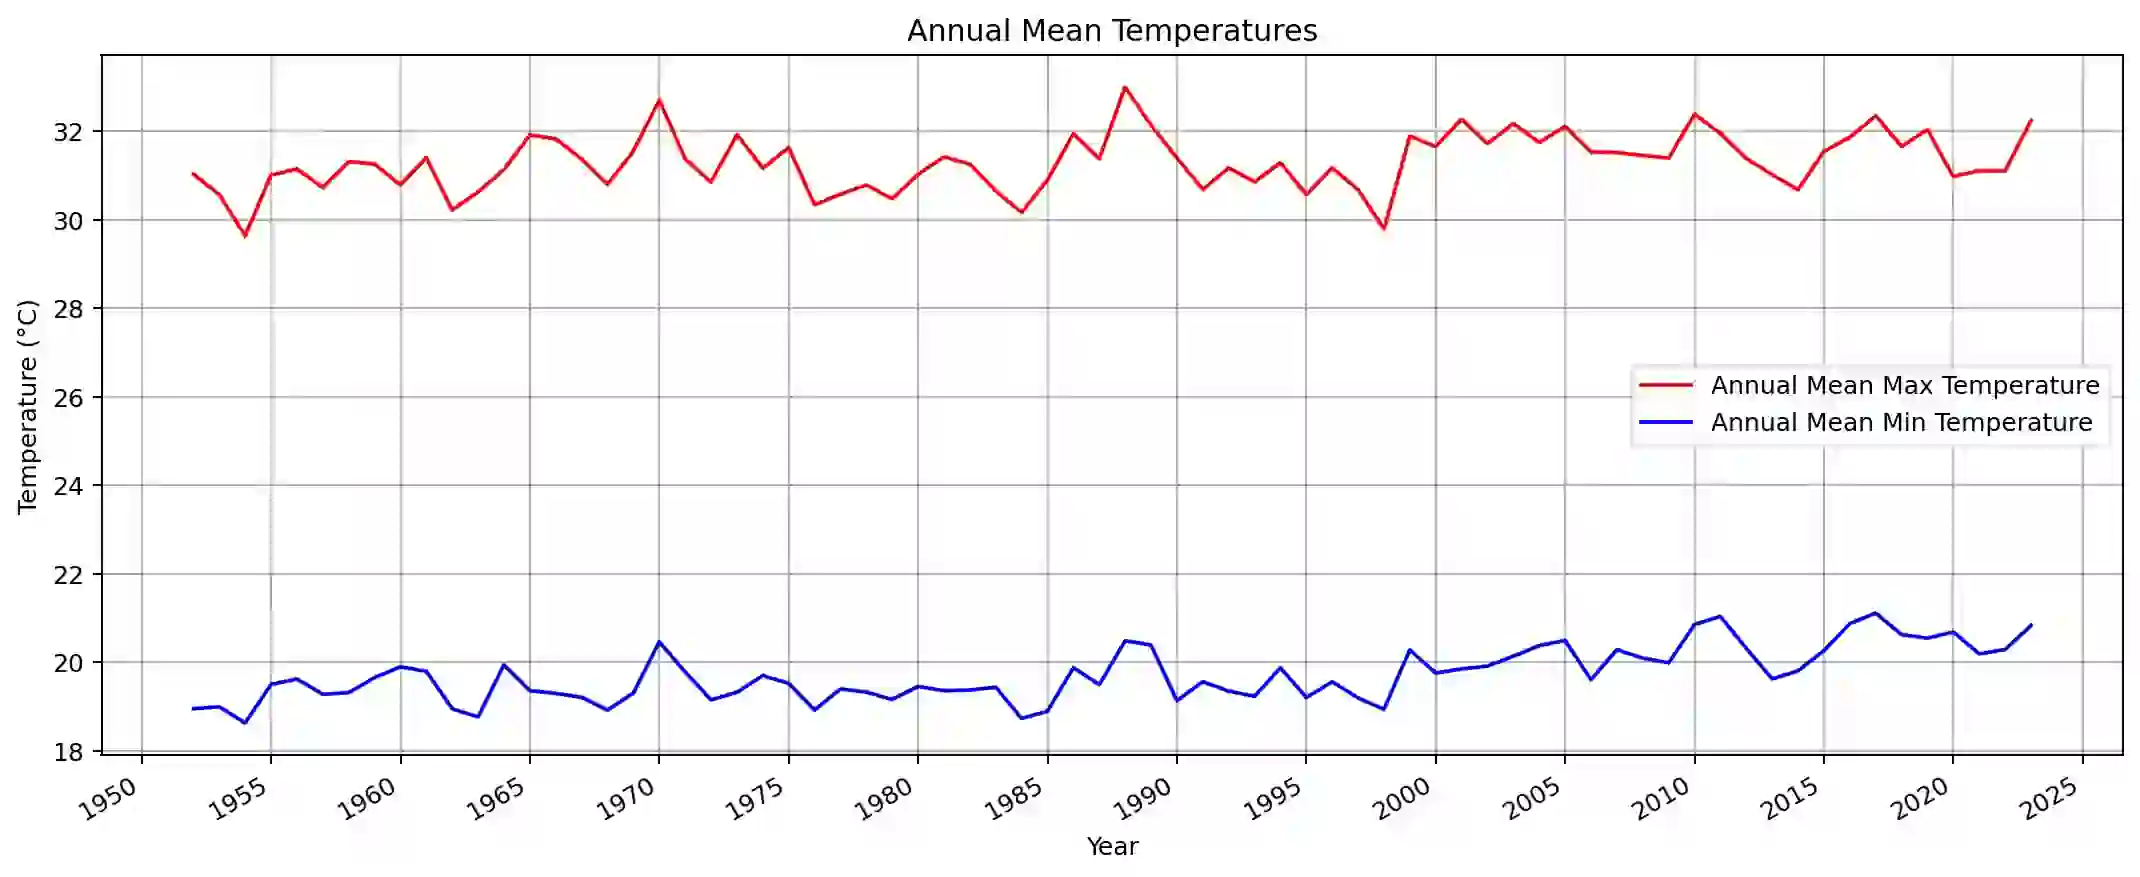 Annual Mean Temperatures
Temperature (°C)
32
30
28
26
24
22
20
18
Annual Mean Max Temperature
Annual Mean Min Temperature
1950 1955 1960 1965 1970 1975 1980 1985 1990 1995 2000 2005 2010 2015 2020 2025
Year